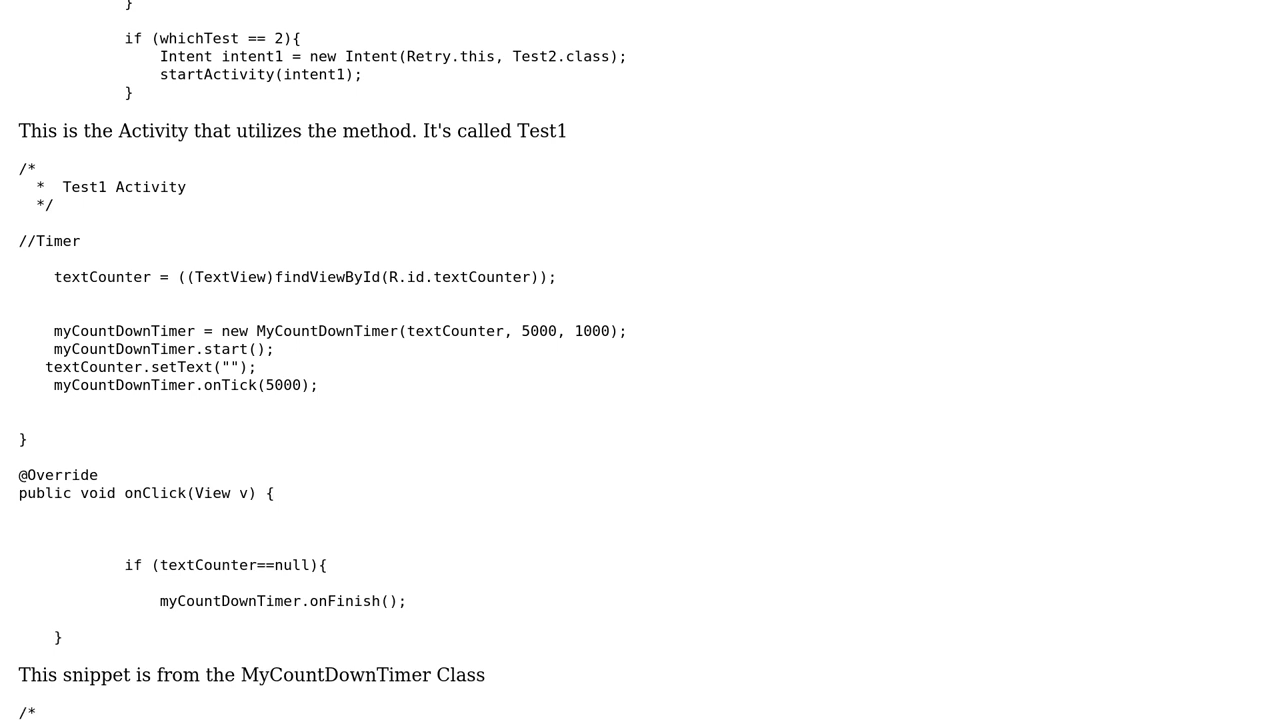 }
if (whichTest == 2){
Intent intent1 = new Intent(Retry.this, Test2.class);
startActivity(intent1);
}
This is the Activity that utilizes the method. It's called Test1
/*
*  Test1 Activity
*/
//Timer
textCounter = ((TextView)findViewById(R.id.textCounter));
myCountDownTimer = new MyCountDownTimer(textCounter, 5000, 1000);
myCountDownTimer.start();
textCounter.setText("");
myCountDownTimer.onTick(5000);
}
@Override
public void onClick(View v) {
if (textCounter==null){
myCountDownTimer.onFinish();
}
This snippet is from the MyCountDownTimer Class
/*